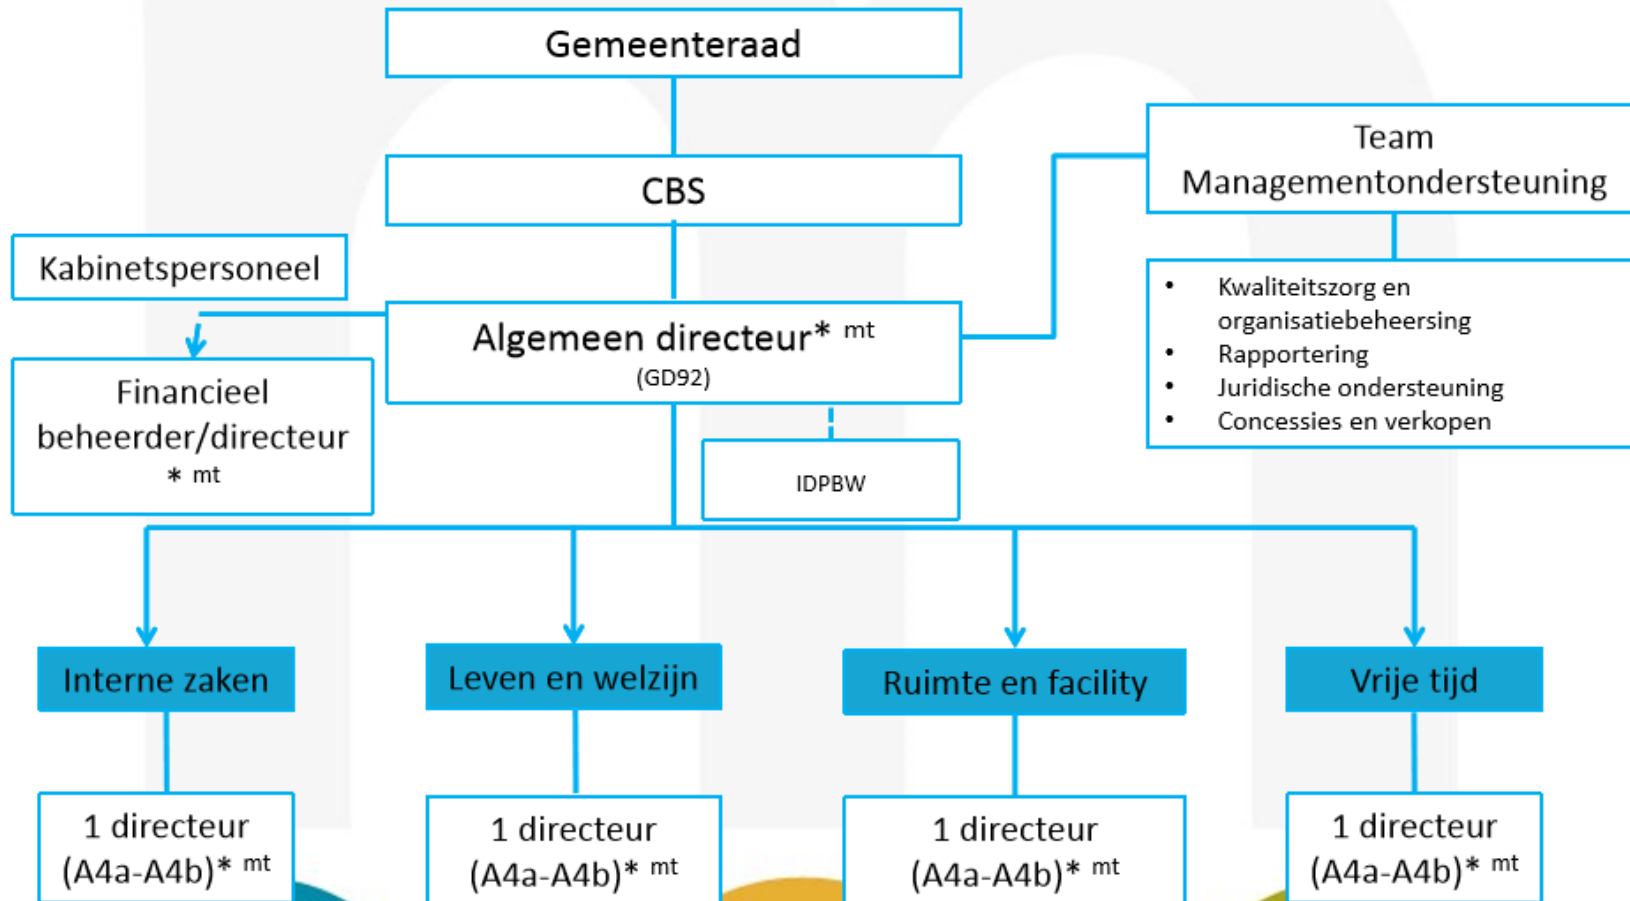 Gemeenteraad
CBS
Team
Managementondersteuning
Kabinetspersoneel
Algemeen directeur* mt
(GD92)
• Kwaliteitszorg en
organisatiebeheersing
• Rapportering
• Juridische ondersteuning
• Concessies en verkopen
Financieel
beheerder/directeur
* mt
IDPBW
Interne zaken
Leven en welzijn
Ruimte en facility
Vrije tijd
1 directeur
(A4a-A4b)* mt
1 directeur
(A4a-A4b)* mt
1 directeur
(A4a-A4b)* mt
1 directeur
(A4a-A4b)* mt